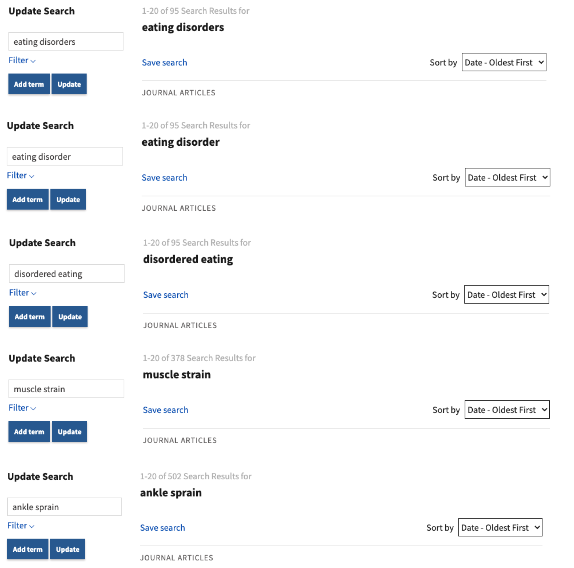 Update Search
1-20 of 95 Search Results for
eating disorders
eating disorders
Filter
Save search
Sort by Date - Oldest First
Add term Update
JOURNAL ARTICLES
Update Search
1-20 of 95 Search Results for
eating disorder
eating disorder
Filter
Save search
Sort by Date - Oldest First
Add term Update
JOURNAL ARTICLES
Update Search
1-20 of 95 Search Results for
disordered eating
disordered eating
Filter
Save search
Sort by Date - Oldest First
Add term Update
JOURNAL ARTICLES
Update Search
1-20 of 378 Search Results for
muscle strain
muscle strain
Filter
Save search
Sort by Date - Oldest First
Add term Update
JOURNAL ARTICLES
Update Search
1-20 of 502 Search Results for
ankle sprain
ankle sprain
Filter
Save search
Sort by Date - Oldest First
Add term Update
JOURNAL ARTICLES